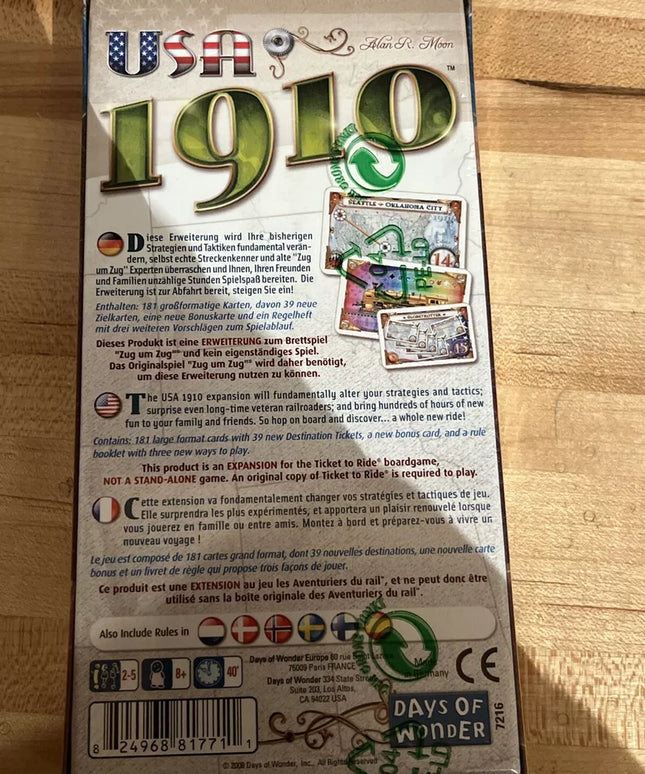 USA
Alan R. Moon
1910
TM
SEATTLE - OKLAHOMA CITY
1910
14
GLOBETROTTER
15
Diese Erweiterung wird Ihre bisherigen
Strategien und Taktiken fundamental verän-
dern, selbst echte Streckenkenner und alte "Zug
um Zug" Experten überraschen und Ihnen, Ihren Freunden
und Familien unzählige Stunden Spielspaß bereiten. Die
Erweiterung ist zur Abfahrt bereit, steigen Sie ein!
Enthalten: 181 großformatige Karten, davon 39 neue
Zielkarten, eine neue Bonuskarte und ein Regelheft
mit drei weiteren Vorschlägen zum Spielablauf.
Dieses Produkt ist eine ERWEITERUNG zum Brettspiel
"Zug um Zug"® und kein eigenständiges Spiel.
Das Originalspiel "Zug um Zug"® wird daher benötigt,
um diese Erweiterung nutzen zu können.
The USA 1910 expansion will fundamentally alter your strategies and tactics;
surprise even long-time veteran railroaders; and bring hundreds of hours of new
fun to your family and friends. So hop on board and discover... a whole new ride!
Contains: 181 large format cards with 39 new Destination Tickets, a new bonus card, and a rule
booklet with three new ways to play.
This product is an EXPANSION for the Ticket to Ride® boardgame,
NOT A STAND-ALONE game. An original copy of Ticket to Ride® is required to play.
Cette extension va fondamentalement changer vos stratégies et tactiques de jeu.
Elle surprendra les plus expérimentés, et apportera un plaisir renouvelé lorsque
vous jouerez en famille ou entre amis. Montez à bord et préparez-vous à vivre un
nouveau voyage !
Le jeu est composé de 181 cartes grand format, dont 39 nouvelles destinations, une nouvelle carte
bonus et un livret de règle qui propose trois façons de jouer.
Ce produit est une EXTENSION au jeu les Aventuriers du rail™, et ne peut donc être
utilisé sans la boîte originale des Aventuriers du rail™.
Also Include Rules in
2-5
8+
40'
Days of Wonder Europe 60 rue
75009 Paris FRANCE
Days of Wonder 334 State Street
Suite 203, Los Altos,
CA 94022 USA
in Germany
CE
DAYS OF
WONDER
7216
8 24968 81771 1
© 2008 Days of Wonder, Inc., All Rights Reserved